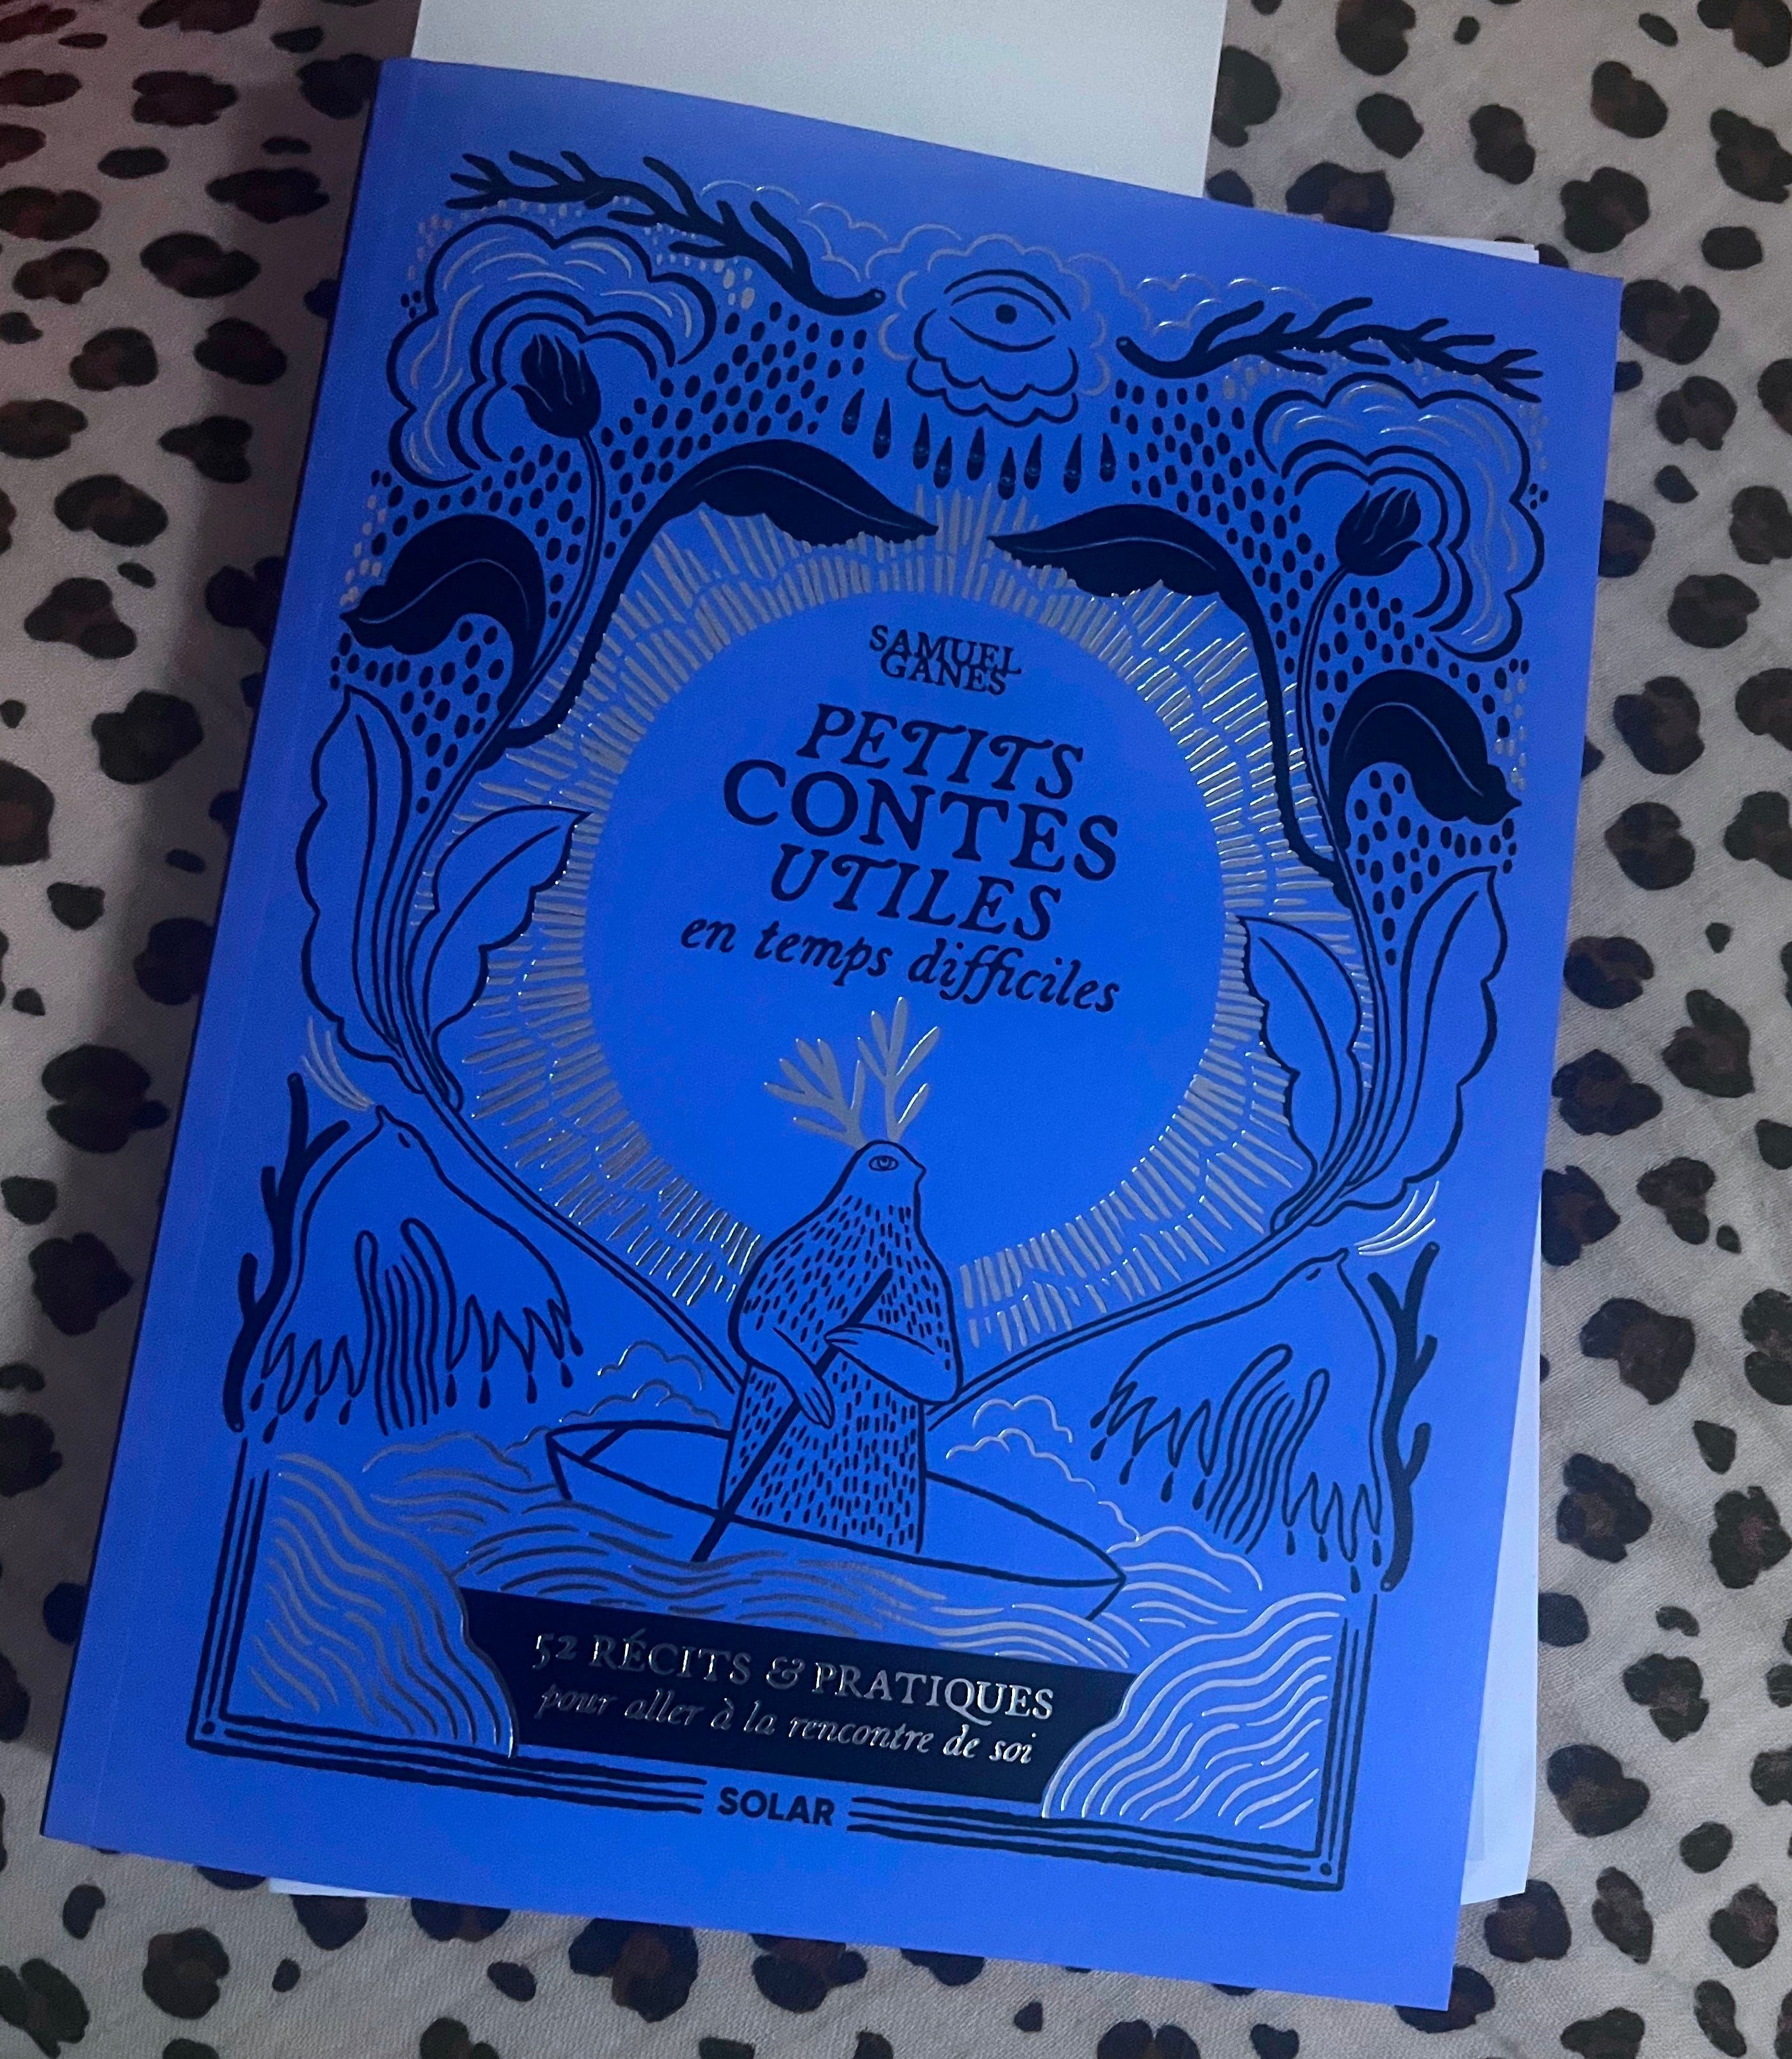 SAMUEL
GANES
PETITS
CONTES
UTILES
en temps difficiles
52 RÉCITS & PRATIQUES
pour aller à la rencontre de soi
SOLAR